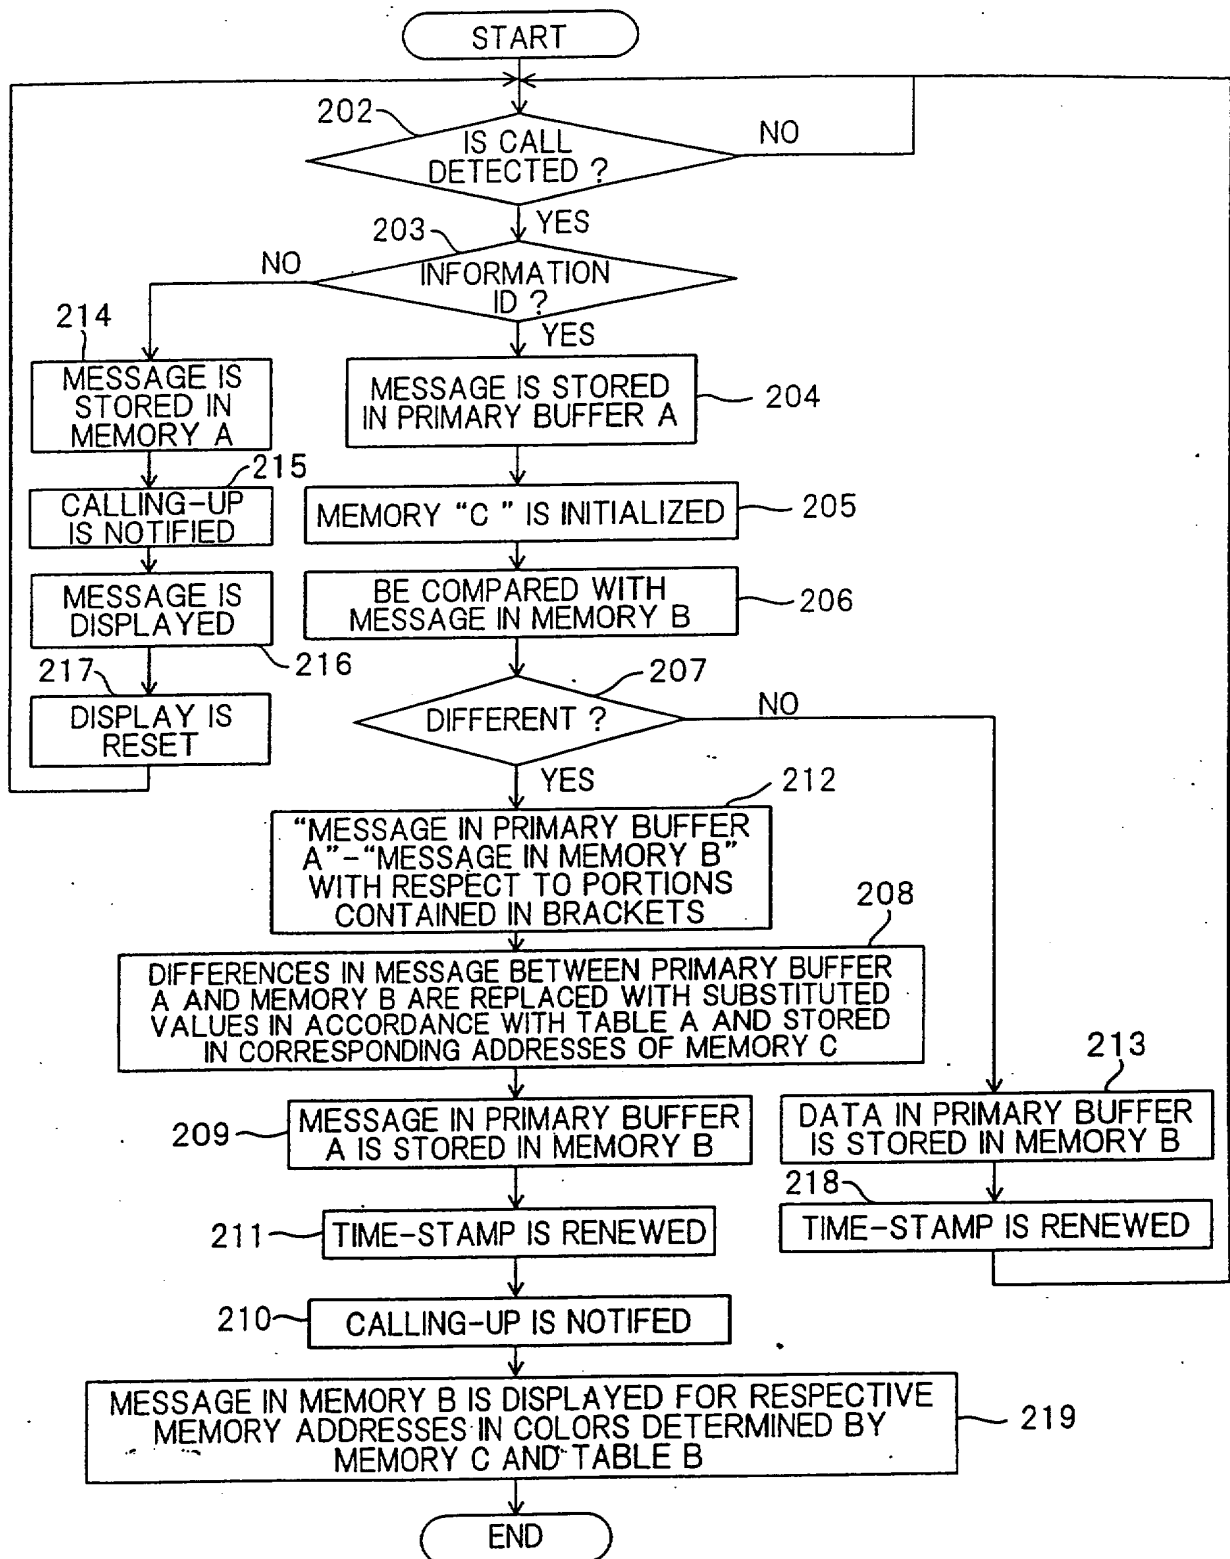 START
202
IS CALL
DETECTED ?
NO
YES
203
INFORMATION
ID ?
NO
YES
214
MESSAGE IS
STORED IN
MEMORY A
MESSAGE IS STORED
IN PRIMARY BUFFER A
204
215
CALLING-UP
IS NOTIFIED
MEMORY “C” IS INITIALIZED
205
MESSAGE IS
DISPLAYED
216
BE COMPARED WITH
MESSAGE IN MEMORY B
206
217
DISPLAY IS
RESET
207
DIFFERENT ?
NO
YES
212
“MESSAGE IN PRIMARY BUFFER
A”-“MESSAGE IN MEMORY B”
WITH RESPECT TO PORTIONS
CONTAINED IN BRACKETS
208
DIFFERENCES IN MESSAGE BETWEEN PRIMARY BUFFER
A AND MEMORY B ARE REPLACED WITH SUBSTITUTED
VALUES IN ACCORDANCE WITH TABLE A AND STORED
IN CORRESPONDING ADDRESSES OF MEMORY C
209
MESSAGE IN PRIMARY BUFFER
A IS STORED IN MEMORY B
213
DATA IN PRIMARY BUFFER
IS STORED IN MEMORY B
211
TIME-STAMP IS RENEWED
218
TIME-STAMP IS RENEWED
210
CALLING-UP IS NOTIFED
MESSAGE IN MEMORY B IS DISPLAYED FOR RESPECTIVE
MEMORY ADDRESSES IN COLORS DETERMINED BY
MEMORY C AND TABLE B
219
END